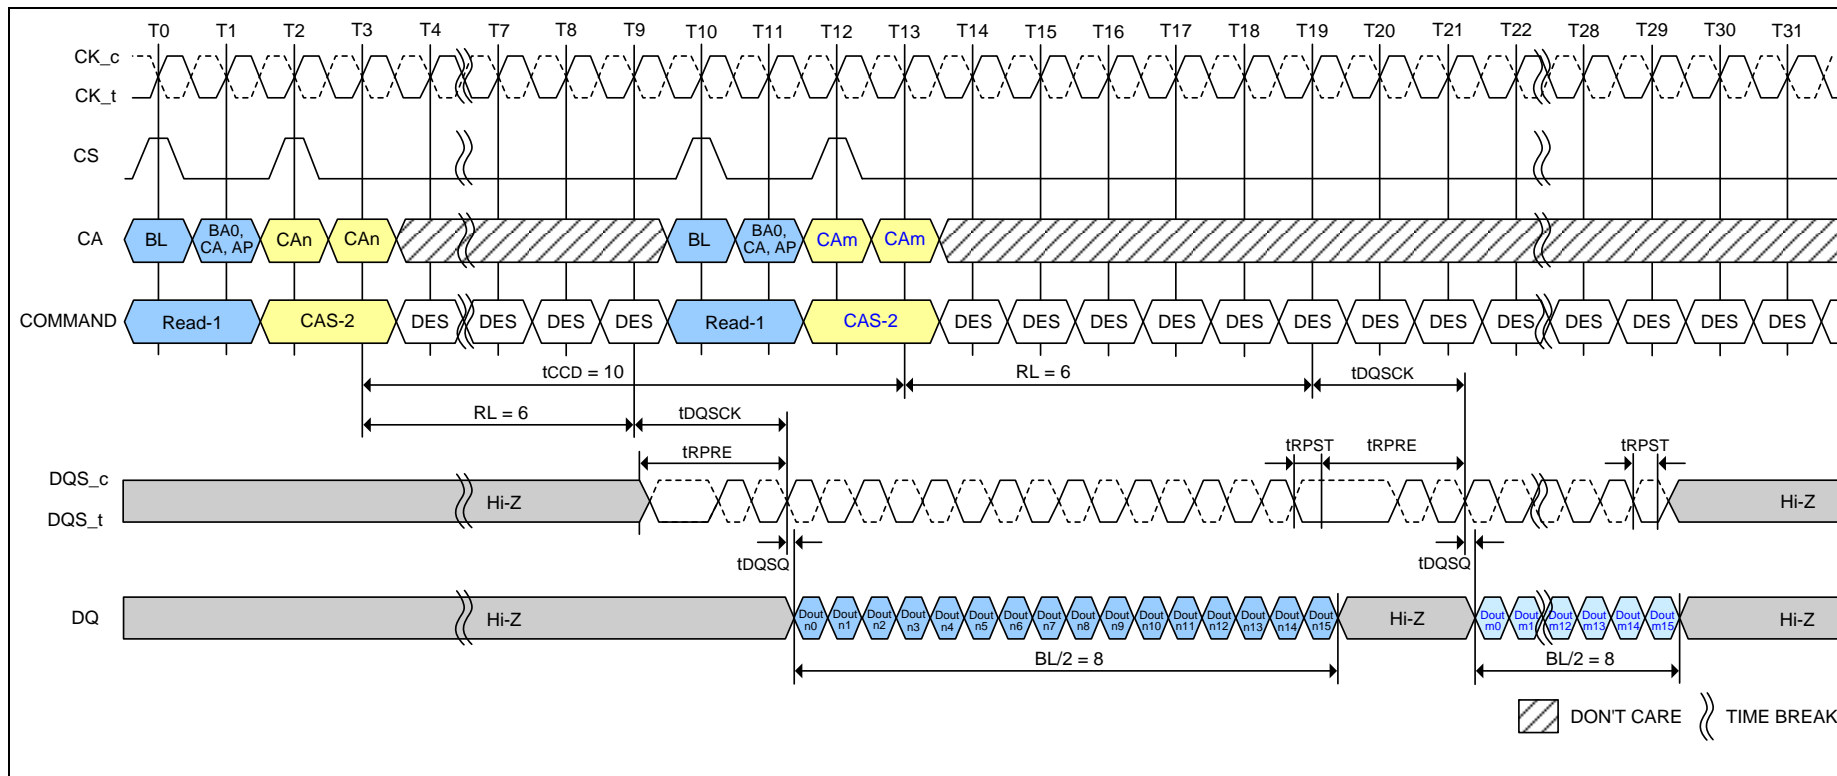 T0 T1 T2 T3 T4 T7 T8 T9 T10 T11 T12 T13 T14 T15 T16 T17 T18 T19 T20 T21 T22 T28 T29 T30 T31
CK_c
CK_t
CS
CA BL BA0, CA, AP CAn CAn BL BA0, CA, AP CAm CAm
COMMAND Read-1 CAS-2 DES DES DES DES Read-1 CAS-2 DES DES DES DES DES DES DES DES DES DES DES DES DES
tCCD = 10 RL = 6 tDQSCK
RL = 6 tDQSCK
tRPRE tRPST tRPRE tRPST
DQS_c
Hi-Z Hi-Z
DQS_t
tDQSQ tDQSQ
DQ Hi-Z Dout n0 Dout n1 Dout n2 Dout n3 Dout n4 Dout n5 Dout n6 Dout n7 Dout n8 Dout n9 Dout n10 Dout n11 Dout n12 Dout n13 Dout n14 Dout n15 Hi-Z Dout m0 Dout m1 Dout m12 Dout m13 Dout m14 Dout m15 Hi-Z
BL/2 = 8 BL/2 = 8
DON'T CARE TIME BREAK